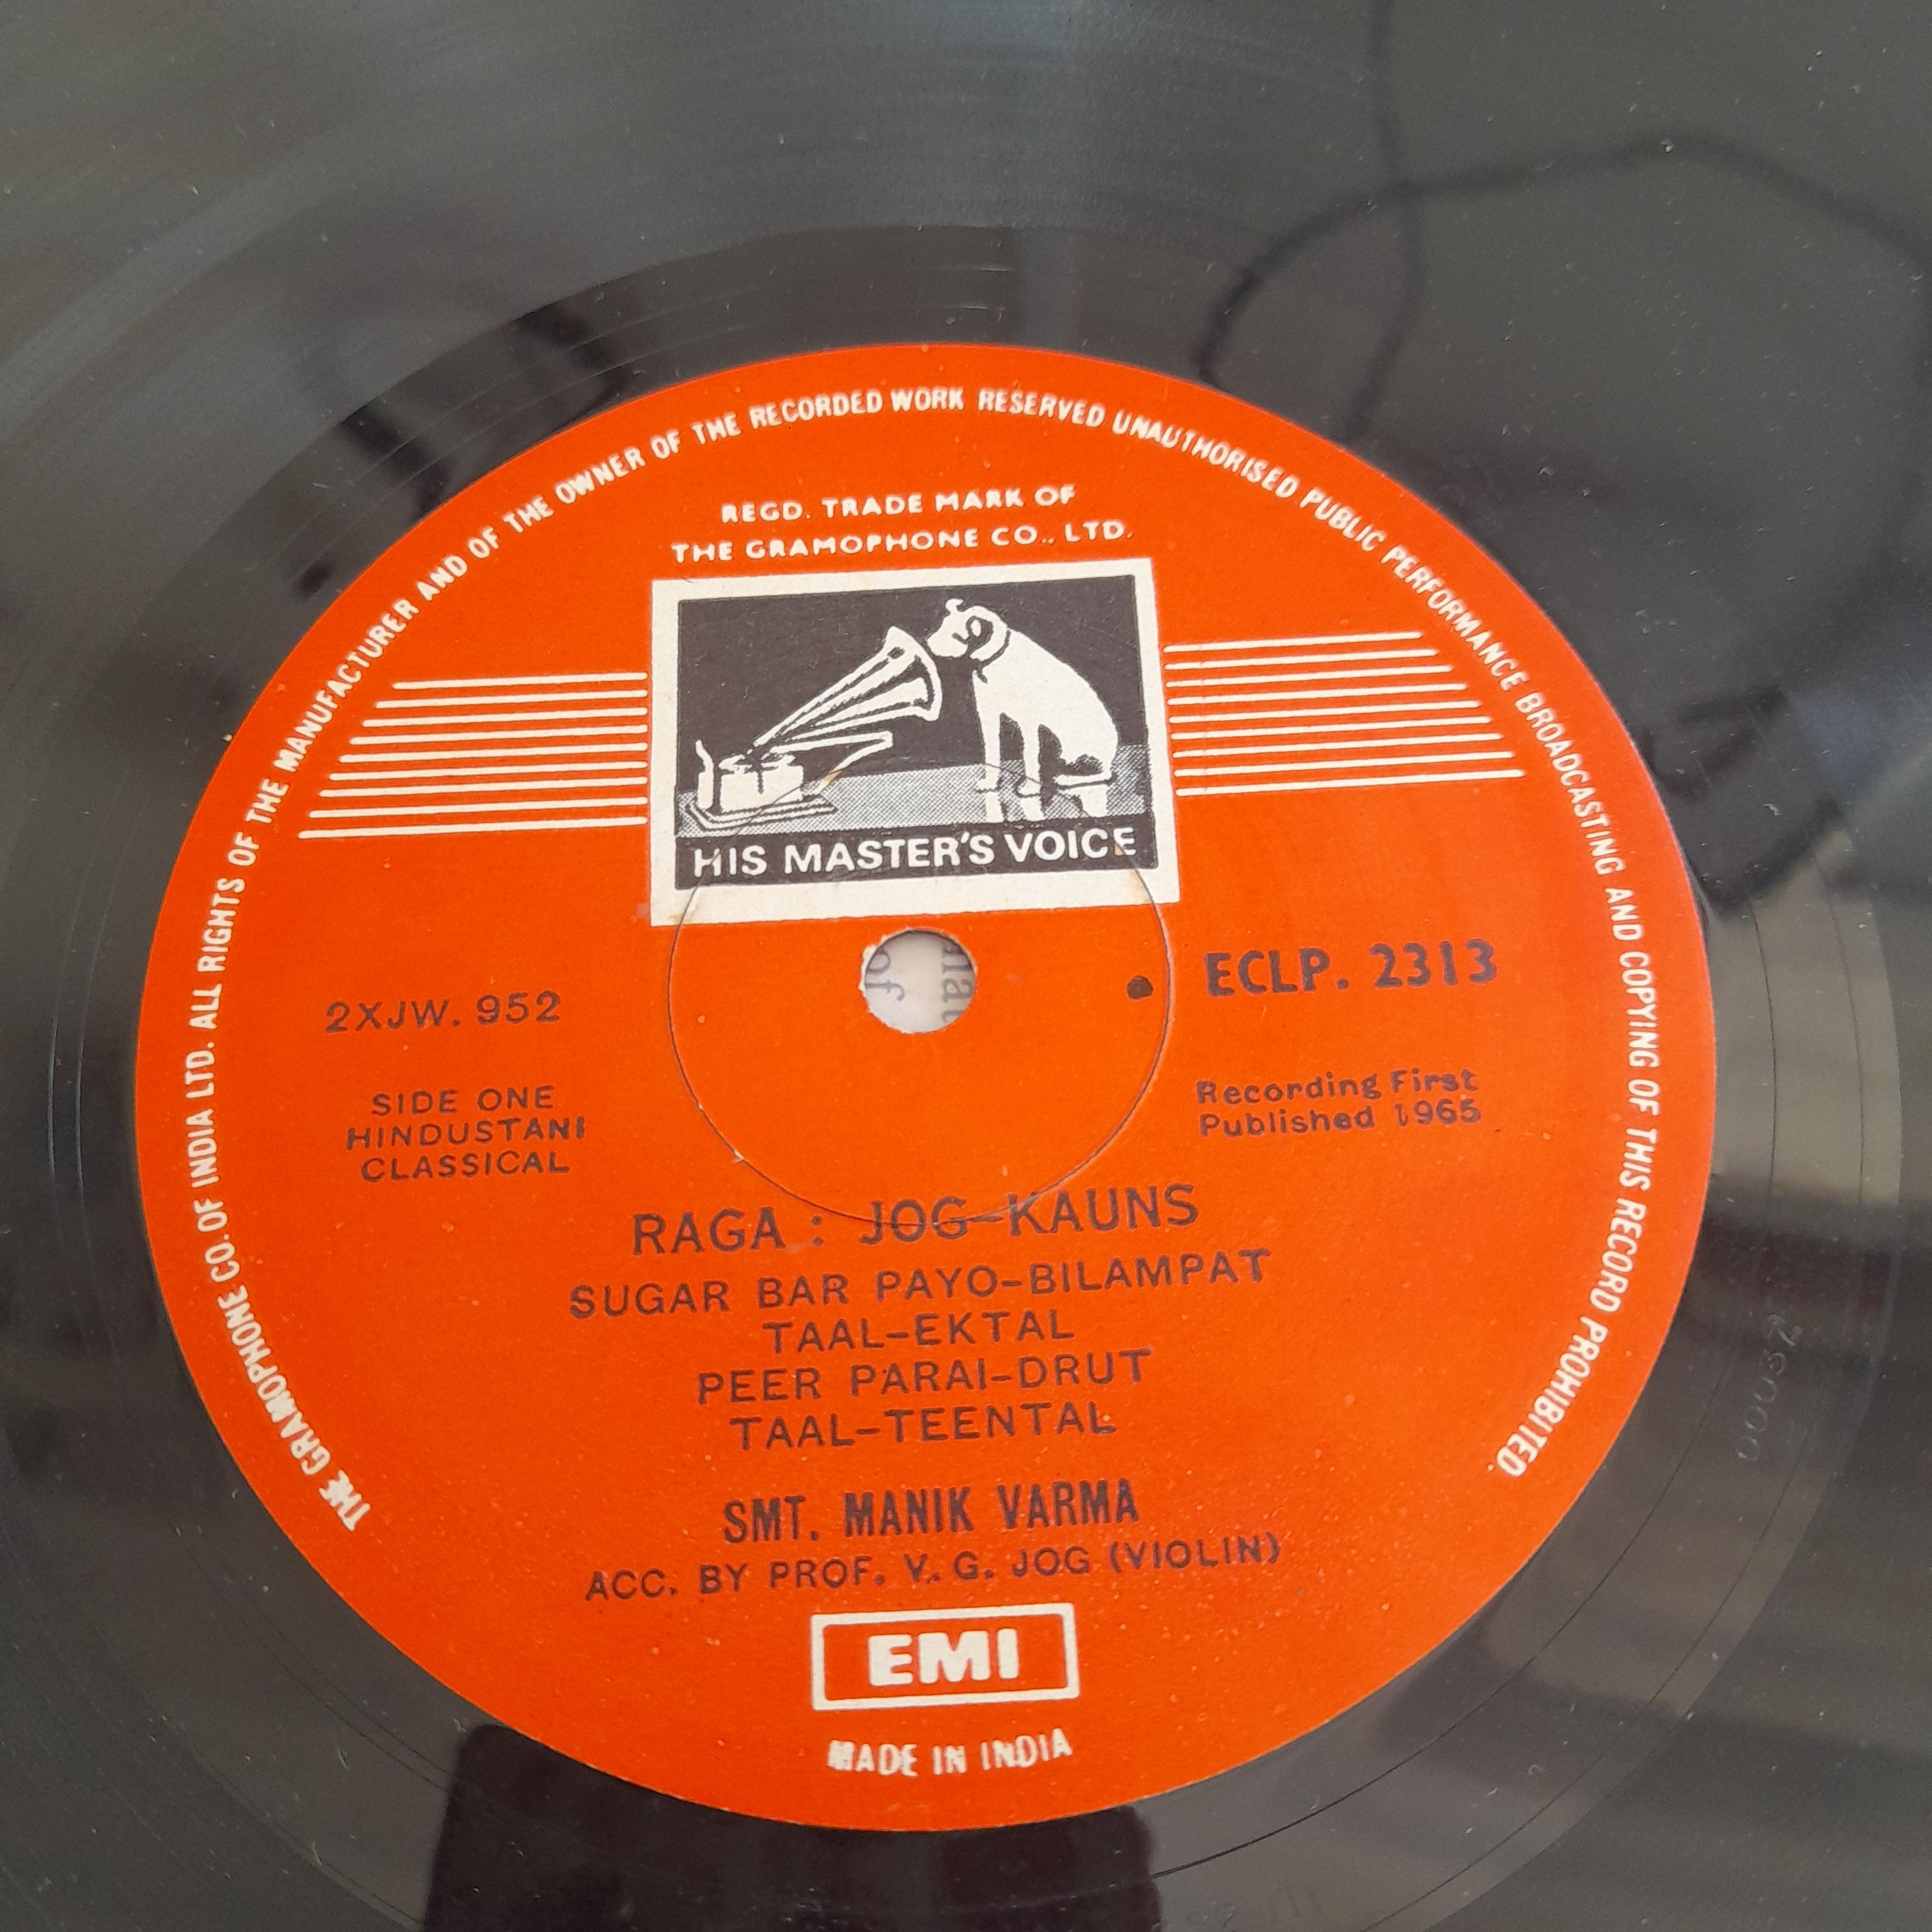 THE GRAMOPHONE CO. OF INDIA LTD. ALL RIGHTS OF THE MANUFACTURER AND OF THE OWNER OF THE RECORDED WORK RESERVED UNAUTHORISED PUBLIC PERFORMANCE BROADCASTING AND COPYING OF THIS RECORD PROHIBITED.
REGD. TRADE MARK OF
THE GRAMOPHONE CO., LTD.
HIS MASTER'S VOICE
of
ECLP. 2313
2XJW. 952
SIDE ONE
HINDUSTANI
CLASSICAL
Recording First
Published 1965
RAGA : JOG-KAUNS
SUGAR BAR PAYO-BILAMPAT
TAAL-EKTAL
PEER PARAI-DRUT
TAAL-TEENTAL
SMT. MANIK VARMA
ACC. BY PROF. V. G. JOG (VIOLIN)
EMI
MADE IN INDIA
00037